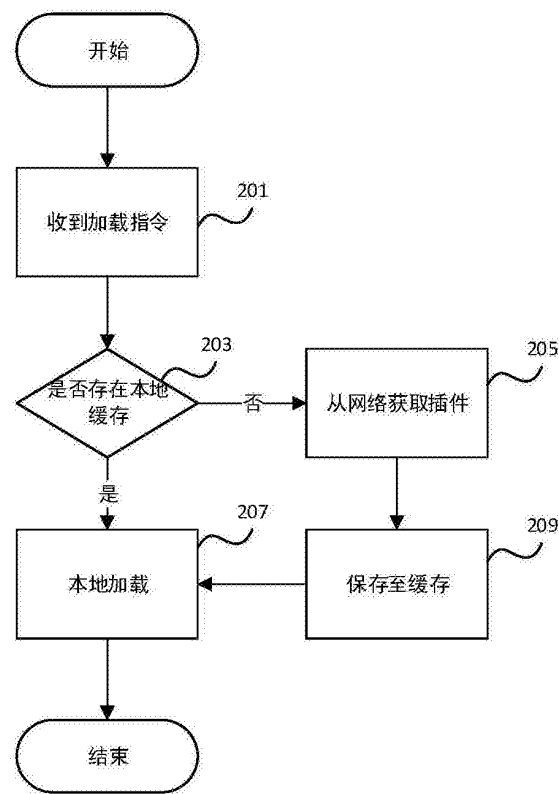 开始
201
收到加载指令
203
是否存在本地
缓存
否
205
从网络获取插件
是
207
本地加载
209
保存至缓存
结束